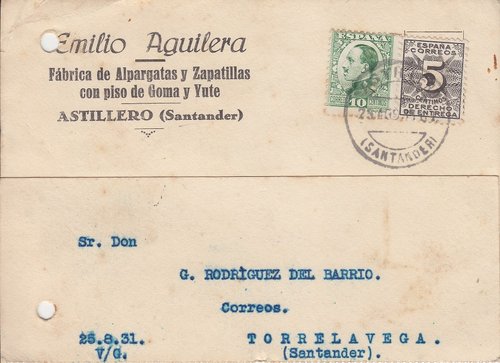 Emilio Aguilera
Fábrica de Alpargatas y Zapatillas
con piso de Goma y Yute
ASTILLERO (Santander)
ESPAÑA
10
ESPAÑA
CORREOS
5
CENTIMOS
DERECHO
DE ENTREGA
(SANTANDER)
Sr. Don
G. RODRÌGUEZ DEL BARRIO.
Correos.
25.8.31.
TORRELAVEGA.
V/G.
(Santander).